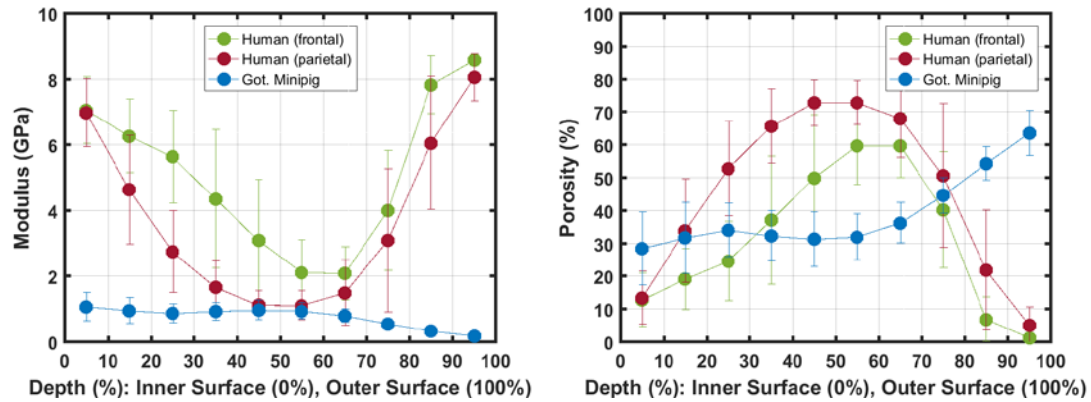 Modulus (GPa)
10
8
6
4
2
0
Human (frontal)
Human (parietal)
Got. Minipig
0 10 20 30 40 50 60 70 80 90 100
Depth (%): Inner Surface (0%), Outer Surface (100%)
Porosity (%)
100
90
80
70
60
50
40
30
20
10
0
Human (frontal)
Human (parietal)
Got. Minipig
0 10 20 30 40 50 60 70 80 90 100
Depth (%): Inner Surface (0%), Outer Surface (100%)